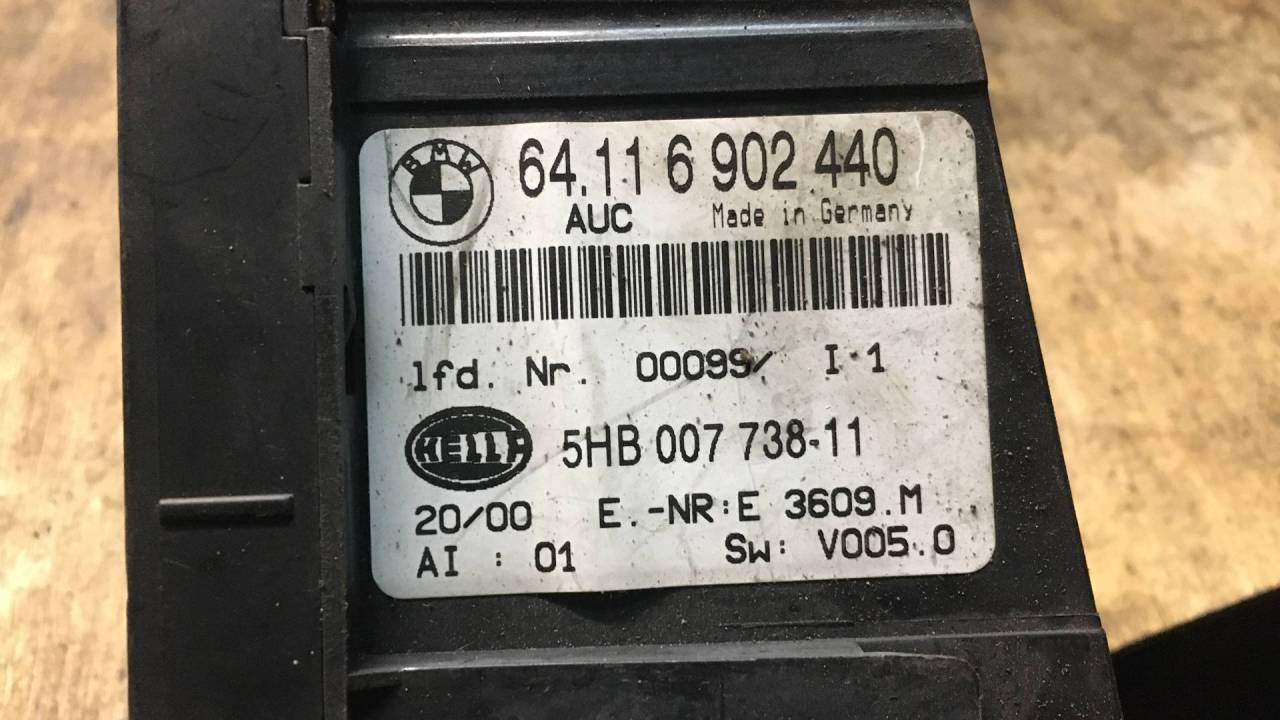 BMW
64.11 6 902 440
AUC Made in Germany
lfd. Nr. I 1
HELLA
5HB 007 738-11
20/00 E.-NR:E 3609.M
AI : 01 Sw: V005.0